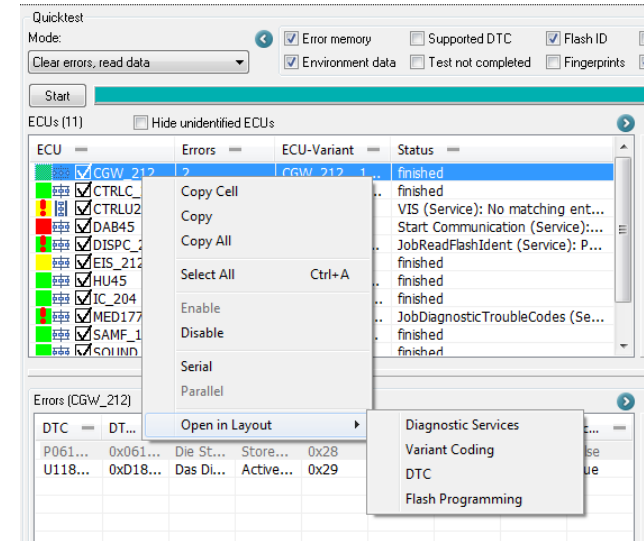 Quicktest
Mode:
Error memory
Supported DTC
Flash ID
Clear errors, read data
Environment data
Test not completed
Fingerprints
Start
ECUs (11)
Hide unidentified ECUs
ECU
Errors
ECU-Variant
Status
CGW_212
2
CGW_212__1...
finished
CTRLC_
finished
CTRLU2
VIS (Service): No matching ent...
DAB45
Start Communication (Service):...
DISPC_2
JobReadFlashIdent (Service): P...
EIS_212
finished
HU45
finished
IC_204
finished
MED177
JobDiagnosticTroubleCodes (Se...
SAMF_1
finished
SOUND
finished
Copy Cell
Copy
Copy All
Select All
Ctrl+A
Enable
Disable
Serial
Parallel
Open in Layout
Diagnostic Services
Variant Coding
DTC
Flash Programming
Errors (CGW_212)
DTC
DT...
P061...
0x061...
Die St...
Store...
0x28
U118...
0xD18...
Das Di...
Active...
0x29